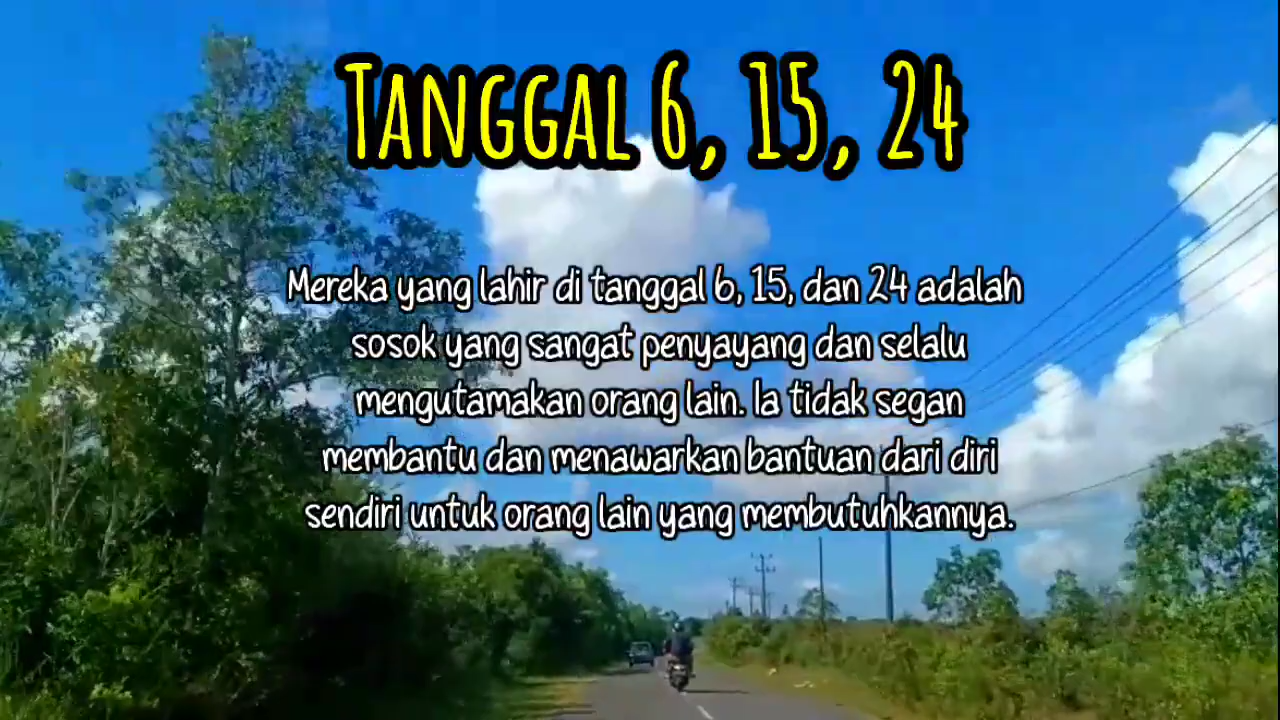 TANGGAL 6, 15, 24
Mereka yang lahir di tanggal 6, 15, dan 24 adalah
sosok yang sangat penyayang dan selalu
mengutamakan orang lain. Ia tidak segan
membantu dan menawarkan bantuan dari diri
sendiri untuk orang lain yang membutuhkannya.